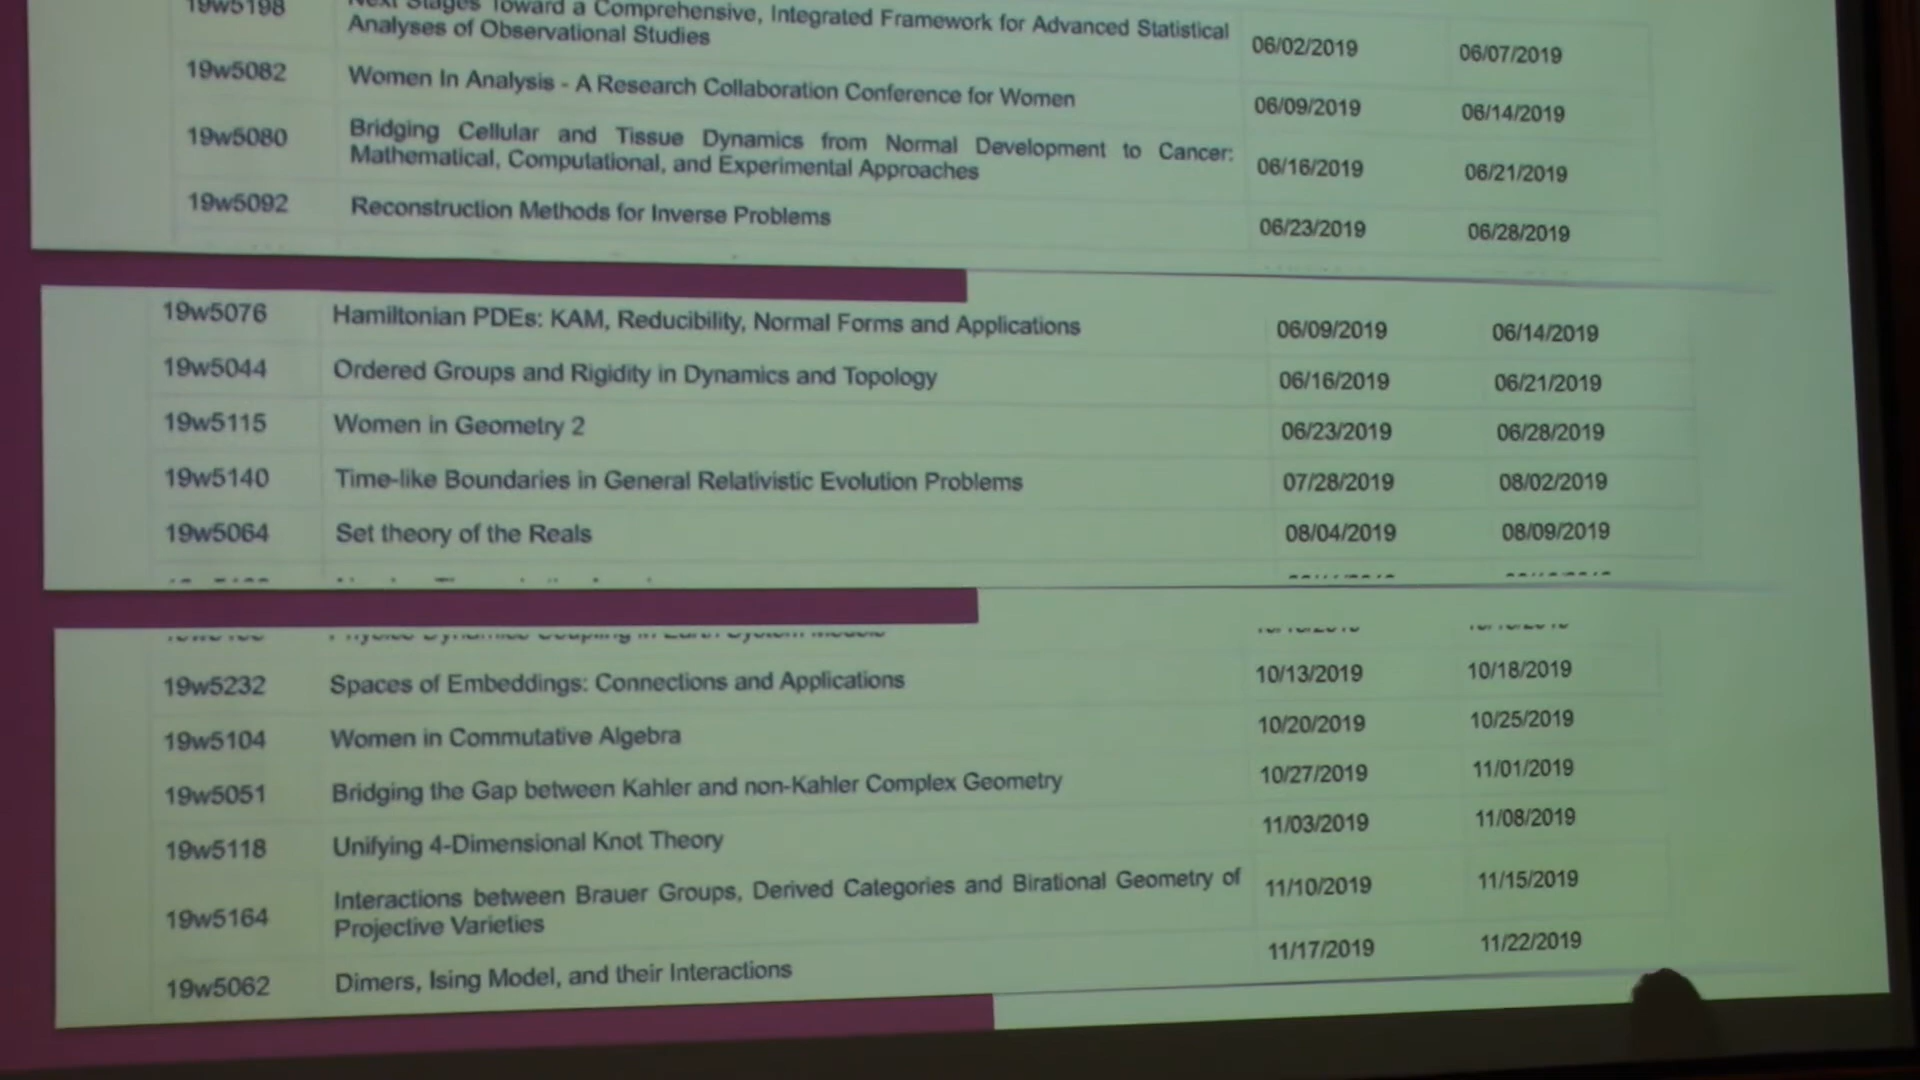 19w5198 Next Stages Toward a Comprehensive, Integrated Framework for Advanced Statistical
Analyses of Observational Studies 06/02/2019 06/07/2019
19w5082 Women In Analysis - A Research Collaboration Conference for Women 06/09/2019 06/14/2019
19w5080 Bridging Cellular and Tissue Dynamics from Normal Development to Cancer:
Mathematical, Computational, and Experimental Approaches 06/16/2019 06/21/2019
19w5092 Reconstruction Methods for Inverse Problems 06/23/2019 06/28/2019
19w5076 Hamiltonian PDEs: KAM, Reducibility, Normal Forms and Applications 06/09/2019 06/14/2019
19w5044 Ordered Groups and Rigidity in Dynamics and Topology 06/16/2019 06/21/2019
19w5115 Women in Geometry 2 06/23/2019 06/28/2019
19w5140 Time-like Boundaries in General Relativistic Evolution Problems 07/28/2019 08/02/2019
19w5064 Set theory of the Reals 08/04/2019 08/09/2019
Physics Dynamics Coupling in Earth System Models
19w5232 Spaces of Embeddings: Connections and Applications 10/13/2019 10/18/2019
19w5104 Women in Commutative Algebra 10/20/2019 10/25/2019
19w5051 Bridging the Gap between Kahler and non-Kahler Complex Geometry 10/27/2019 11/01/2019
19w5118 Unifying 4-Dimensional Knot Theory 11/03/2019 11/08/2019
19w5164 Interactions between Brauer Groups, Derived Categories and Birational Geometry of
Projective Varieties 11/10/2019 11/15/2019
19w5062 Dimers, Ising Model, and their Interactions 11/17/2019 11/22/2019